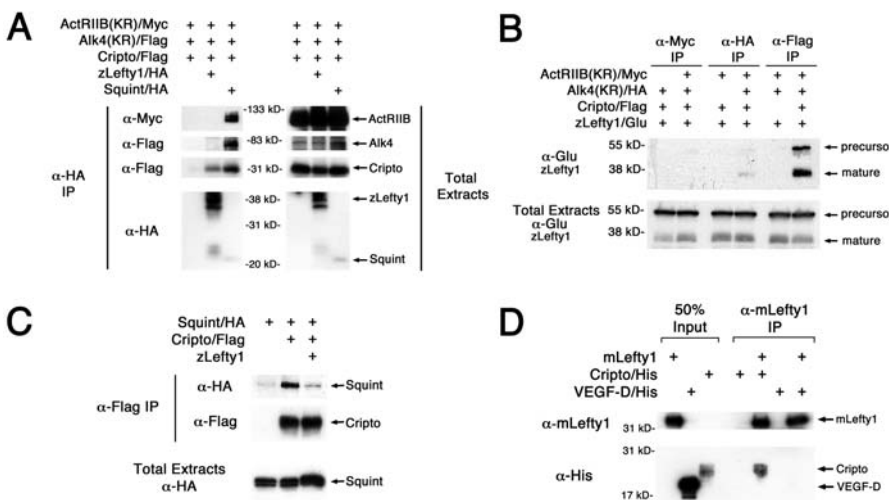 A
ActRIIB(KR)/Myc + + + + + +
Alk4(KR)/Flag + + + + + +
Cripto/Flag + + + + + +
zLefty1/HA + +
Squint/HA + +
-133 kD-
α-Myc
ActRIIB
-83 kD-
α-Flag
Alk4
α-Flag
-31 kD-
Cripto
α-HA
IP
-38 kD-
zLefty1
-31 kD-
α-HA
-20 kD-
Squint
Total
Extracts
B
α-Myc
IP
α-HA
IP
α-Flag
IP
ActRIIB(KR)/Myc + + + + +
Alk4(KR)/HA + + + + +
Cripto/Flag + + + + +
zLefty1/Glu + + + + + +
α-Glu
zLefty1
55 kD-
38 kD-
precurso
mature
Total Extracts
α-Glu
zLefty1
55 kD-
38 kD-
precurso
mature
C
Squint/HA + + +
Cripto/Flag + +
zLefty1 +
α-Flag IP
α-HA
Squint
α-Flag
Cripto
Total Extracts
α-HA
Squint
D
50%
Input
α-mLefty1
IP
mLefty1 + + +
Cripto/His + + +
VEGF-D/His + + +
α-mLefty1
31 kD-
mLefty1
31 kD-
α-His
Cripto
VEGF-D
17 kD-